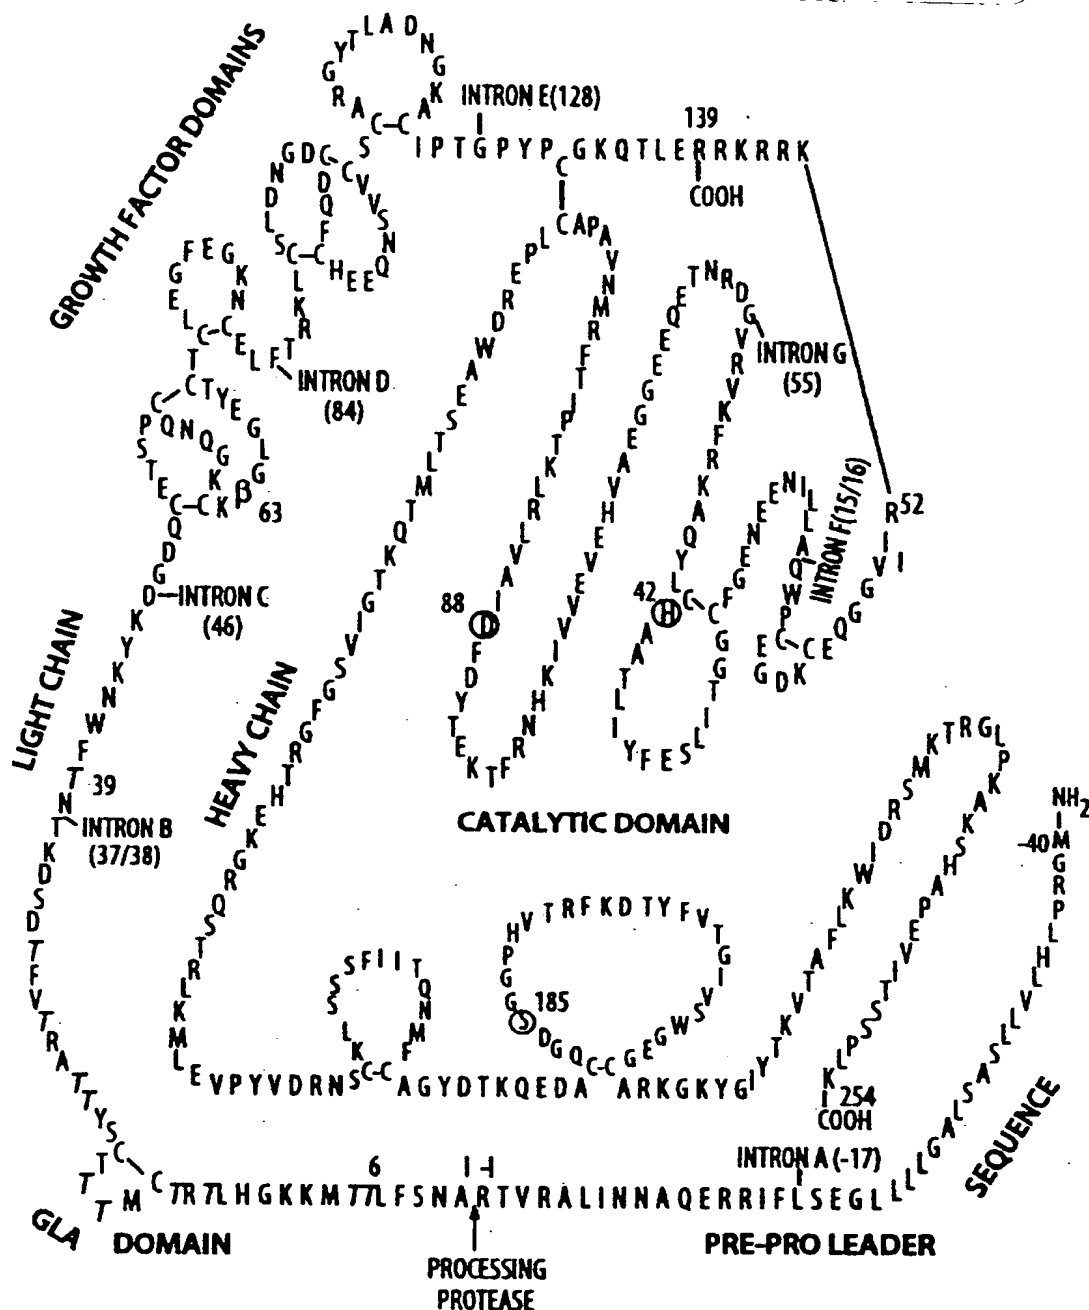 GROWTH FACTOR DOMAINS
G Y T L A D N G K A
R A C-C
INTRON E(128)
139
I P T G P Y P C G K Q T L E R R K R R K
COOH
S C V V S N Q E E H C
N G D C D Q F C
D L S C L K R T F L E C
F E G K N C
G E L C T C T Y E G L G
INTRON D
(84)
P C Q N Q G K K
S T E C-C K
β
63
Q D G D
INTRON C
(46)
K Y K N W F T N
39
INTRON B
(37/38)
LIGHT CHAIN
T K D S D T F V T R A T T Y S C
HEAVY CHAIN
C A P A V N M R F T I P T K L R L V A I D F D Y T E K T F R N H K I V V E V E H V A E G G E E Q E T N R D G V R V K F R K A Q Y L C
88
42
H
INTRON G
(55)
INTRON F(15/16)
R
52
I I V G G Q E C K D G E C P W Q A L L I N E E N E G F C G G T I L S E F Y I L T A A H
C L P E R D W A E S T L M T Q K T G I V S G F G R T H E K G R Q S T R L K M L E V P Y V D R N S C-C A G Y D T K Q E D A C-C A R K G K Y G I Y T K V T A F L K W I D R S M K T R G L P K A K S H A P E V I T S S P L K
CATALYTIC DOMAIN
NH2
-40
M G R P L H L V L L S A S L A G L L L
K L S S S S F I I T Q N M F
G G P H V T R F K D T Y F V T G I V S W G E G
S
185
D G Q C
254
COOH
SEQUENCE
INTRON A (-17)
6
I -I
T T T M C T R T L H G K K M T T L F S N A R T V R A L I N N A Q E R R I F L S E G L
GLA DOMAIN
PRE-PRO LEADER
PROCESSING
PROTEASE